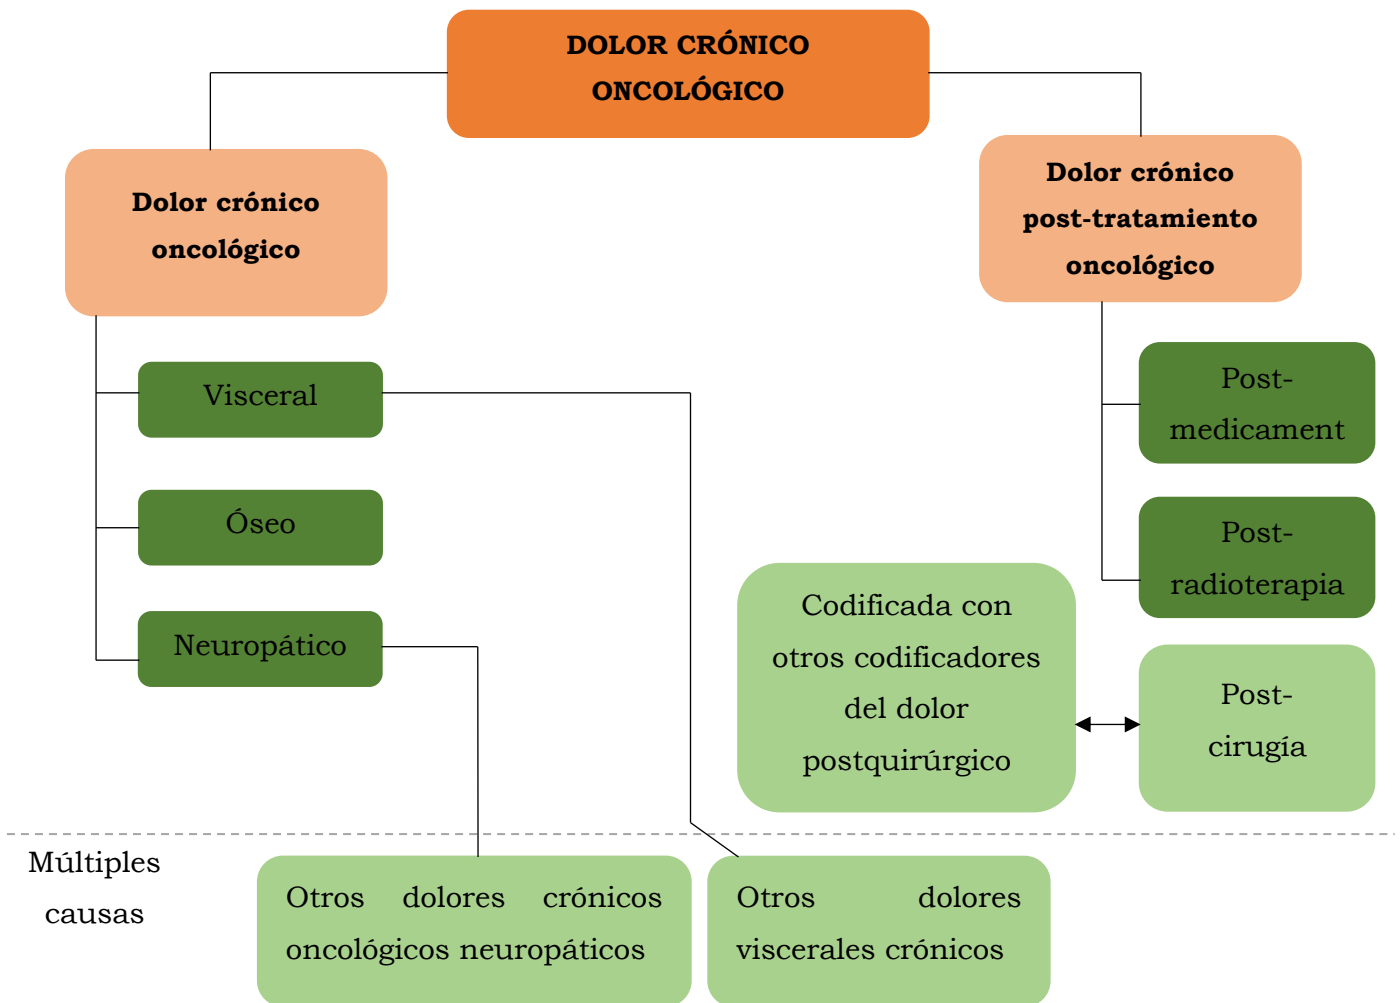 DOLOR CRÓNICO
ONCOLÓGICO
Dolor crónico
oncológico
Dolor crónico
post-tratamiento
oncológico
Visceral
Óseo
Neuropático
Post-
medicament
Post-
radioterapia
Codificada con
otros codificadores
del dolor
postquirúrgico
Post-
cirugía
Múltiples
causas
Otros dolores crónicos
oncológicos neuropáticos
Otros dolores
viscerales crónicos